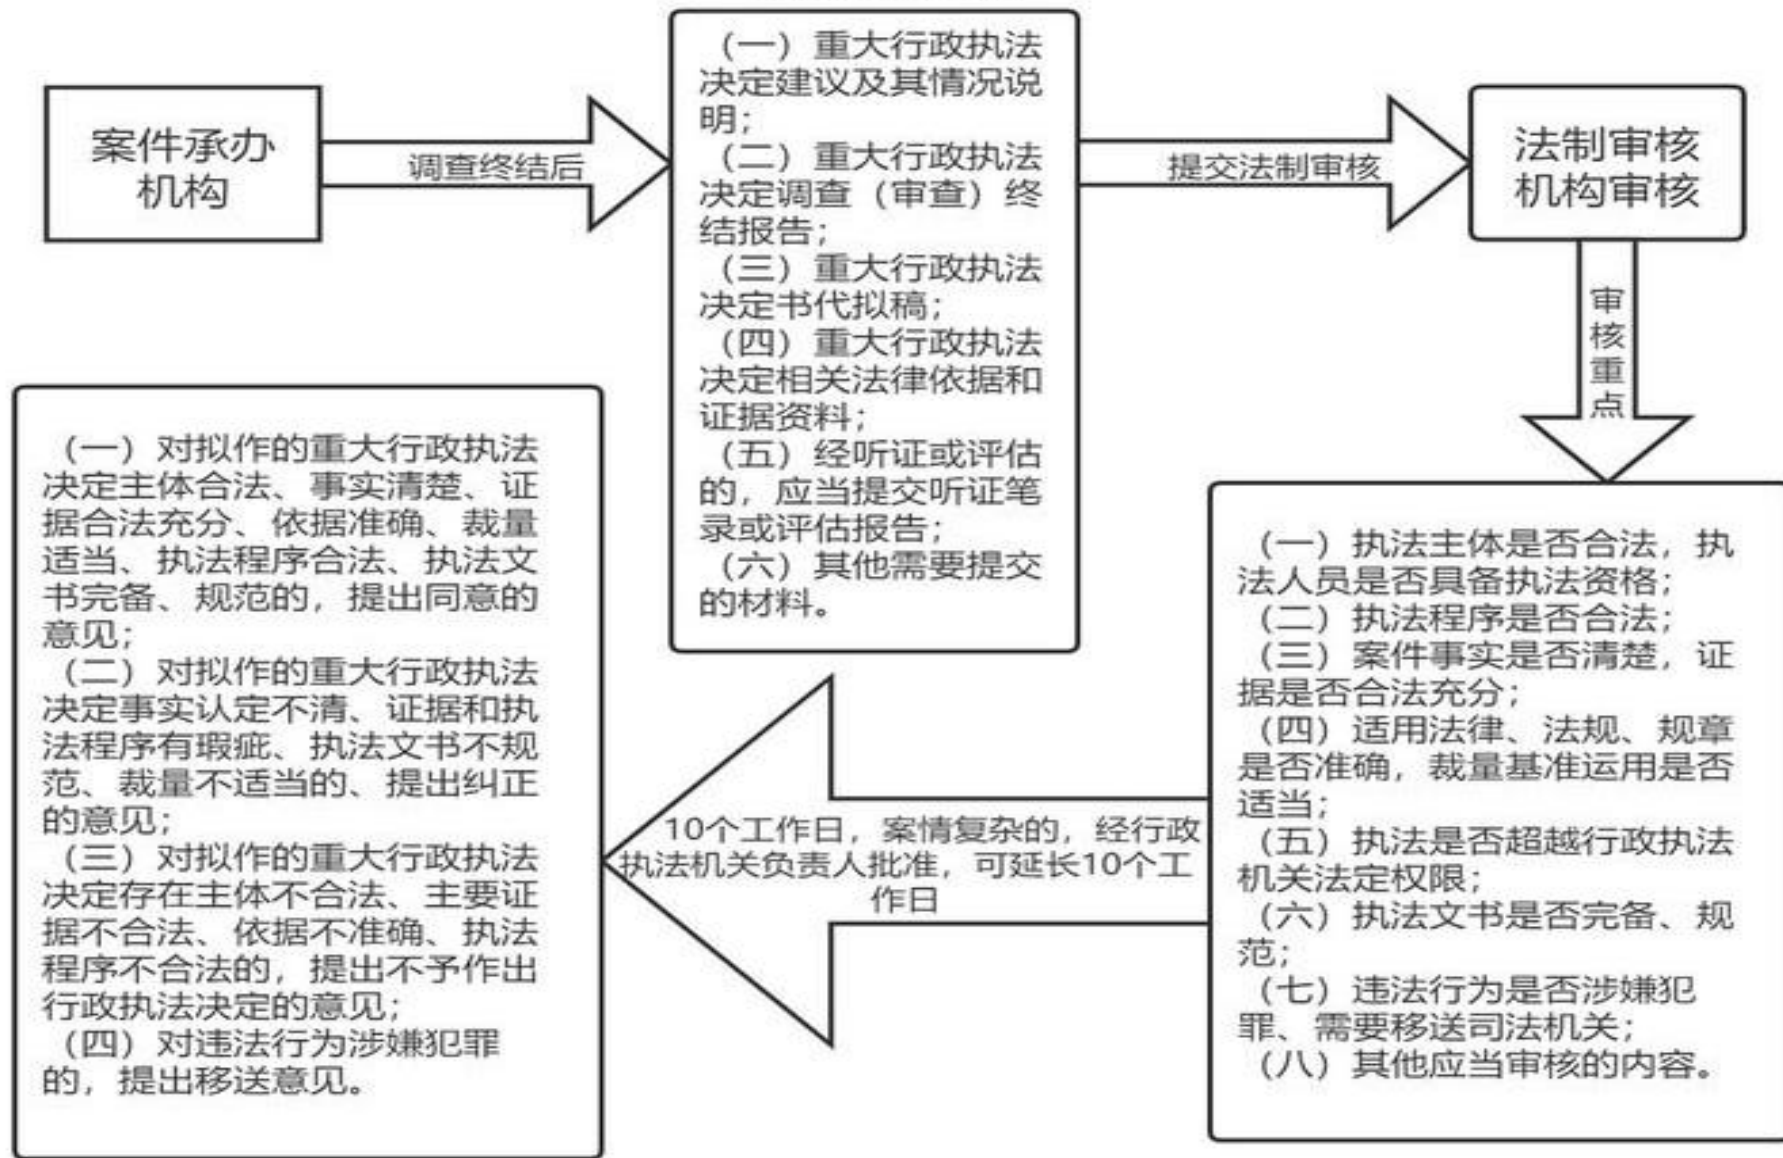 案件承办
机构
调查终结后
（一）重大行政执法
决定建议及其情况说
明；
（二）重大行政执法
决定调查（审查）终
结报告；
（三）重大行政执法
决定书代拟稿；
（四）重大行政执法
决定相关法律依据和
证据资料；
（五）经听证或评估
的，应当提交听证笔
录或评估报告；
（六）其他需要提交
的材料。
提交法制审核
法制审核
机构审核
审
核
重
点
（一）执法主体是否合法，执
法人员是否具备执法资格；
（二）执法程序是否合法；
（三）案件事实是否清楚，证
据是否合法充分；
（四）适用法律、法规、规章
是否准确，裁量基准运用是否
适当；
（五）执法是否超越行政执法
机关法定权限；
（六）执法文书是否完备、规
范；
（七）违法行为是否涉嫌犯
罪、需要移送司法机关；
（八）其他应当审核的内容。
10个工作日，案情复杂的，经行政
执法机关负责人批准，可延长10个工
作日
（一）对拟作的重大行政执法
决定主体合法、事实清楚、证
据合法充分、依据准确、裁量
适当、执法程序合法、执法文
书完备、规范的，提出同意的
意见；
（二）对拟作的重大行政执法
决定事实认定不清、证据和执
法程序有瑕疵、执法文书不规
范、裁量不适当的、提出纠正
的意见；
（三）对拟作的重大行政执法
决定存在主体不合法、主要证
据不合法、依据不准确、执法
程序不合法的，提出不予作出
行政执法决定的意见；
（四）对违法行为涉嫌犯罪
的，提出移送意见。